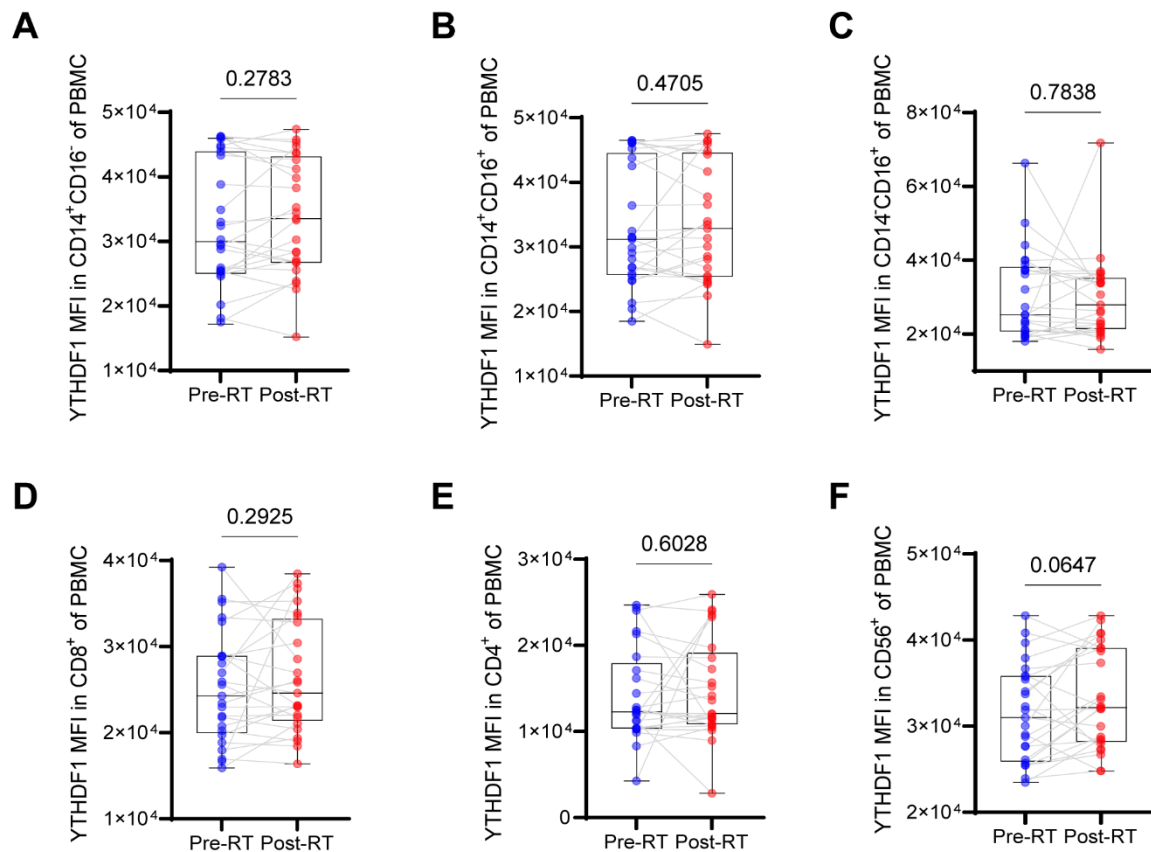 A
YTHDF1 MFI in CD14⁺CD16⁻ of PBMC
0.2783
5×10⁴
4×10⁴
3×10⁴
2×10⁴
1×10⁴
Pre-RT Post-RT
B
YTHDF1 MFI in CD14⁺CD16⁺ of PBMC
0.4705
5×10⁴
4×10⁴
3×10⁴
2×10⁴
1×10⁴
Pre-RT Post-RT
C
YTHDF1 MFI in CD14⁻CD16⁺ of PBMC
0.7838
8×10⁴
6×10⁴
4×10⁴
2×10⁴
Pre-RT Post-RT
D
YTHDF1 MFI in CD8⁺ of PBMC
0.2925
4×10⁴
3×10⁴
2×10⁴
1×10⁴
Pre-RT Post-RT
E
YTHDF1 MFI in CD4⁺ of PBMC
0.6028
3×10⁴
2×10⁴
1×10⁴
0
Pre-RT Post-RT
F
YTHDF1 MFI in CD56⁺ of PBMC
0.0647
5×10⁴
4×10⁴
3×10⁴
2×10⁴
Pre-RT Post-RT